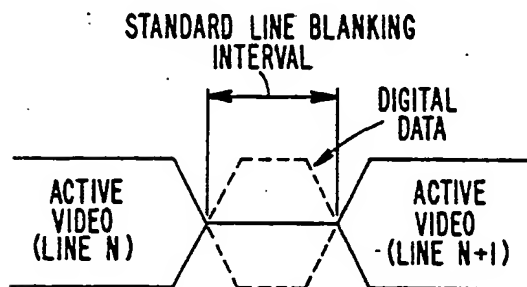 STANDARD LINE BLANKING
INTERVAL
DIGITAL
DATA
ACTIVE
VIDEO
(LINE N)
ACTIVE
VIDEO
(LINE N+1)